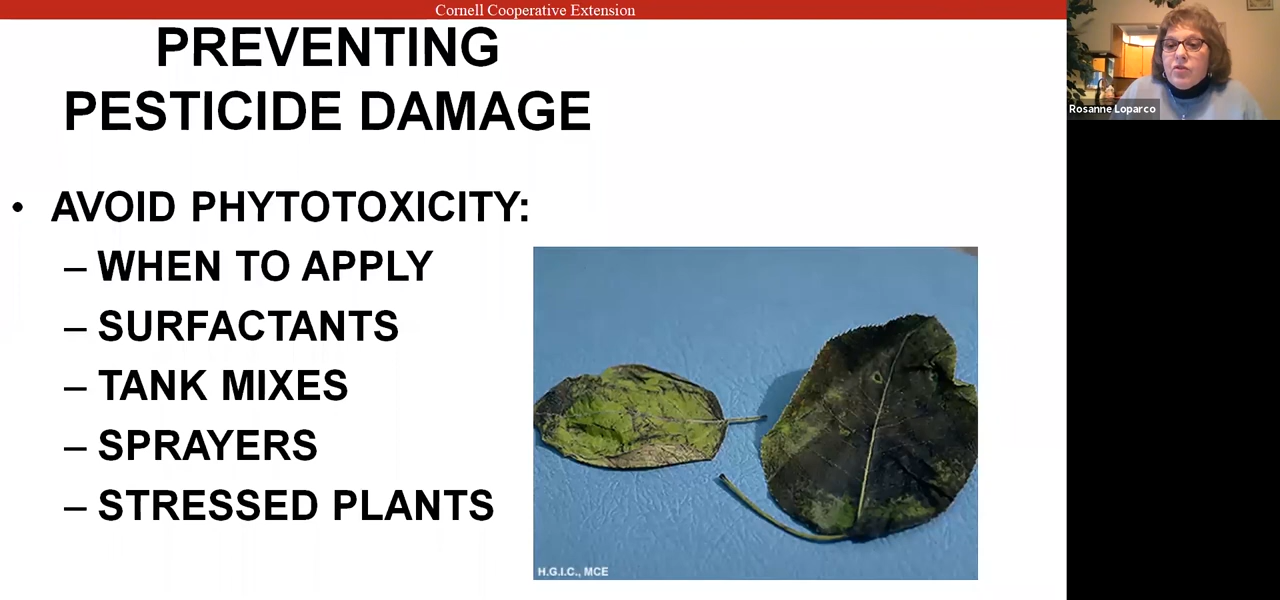 Cornell Cooperative Extension
PREVENTING
PESTICIDE DAMAGE
• AVOID PHYTOTOXICITY:
– WHEN TO APPLY
– SURFACTANTS
– TANK MIXES
– SPRAYERS
– STRESSED PLANTS
H.G.I.C., MCE
Rosanne Loparco